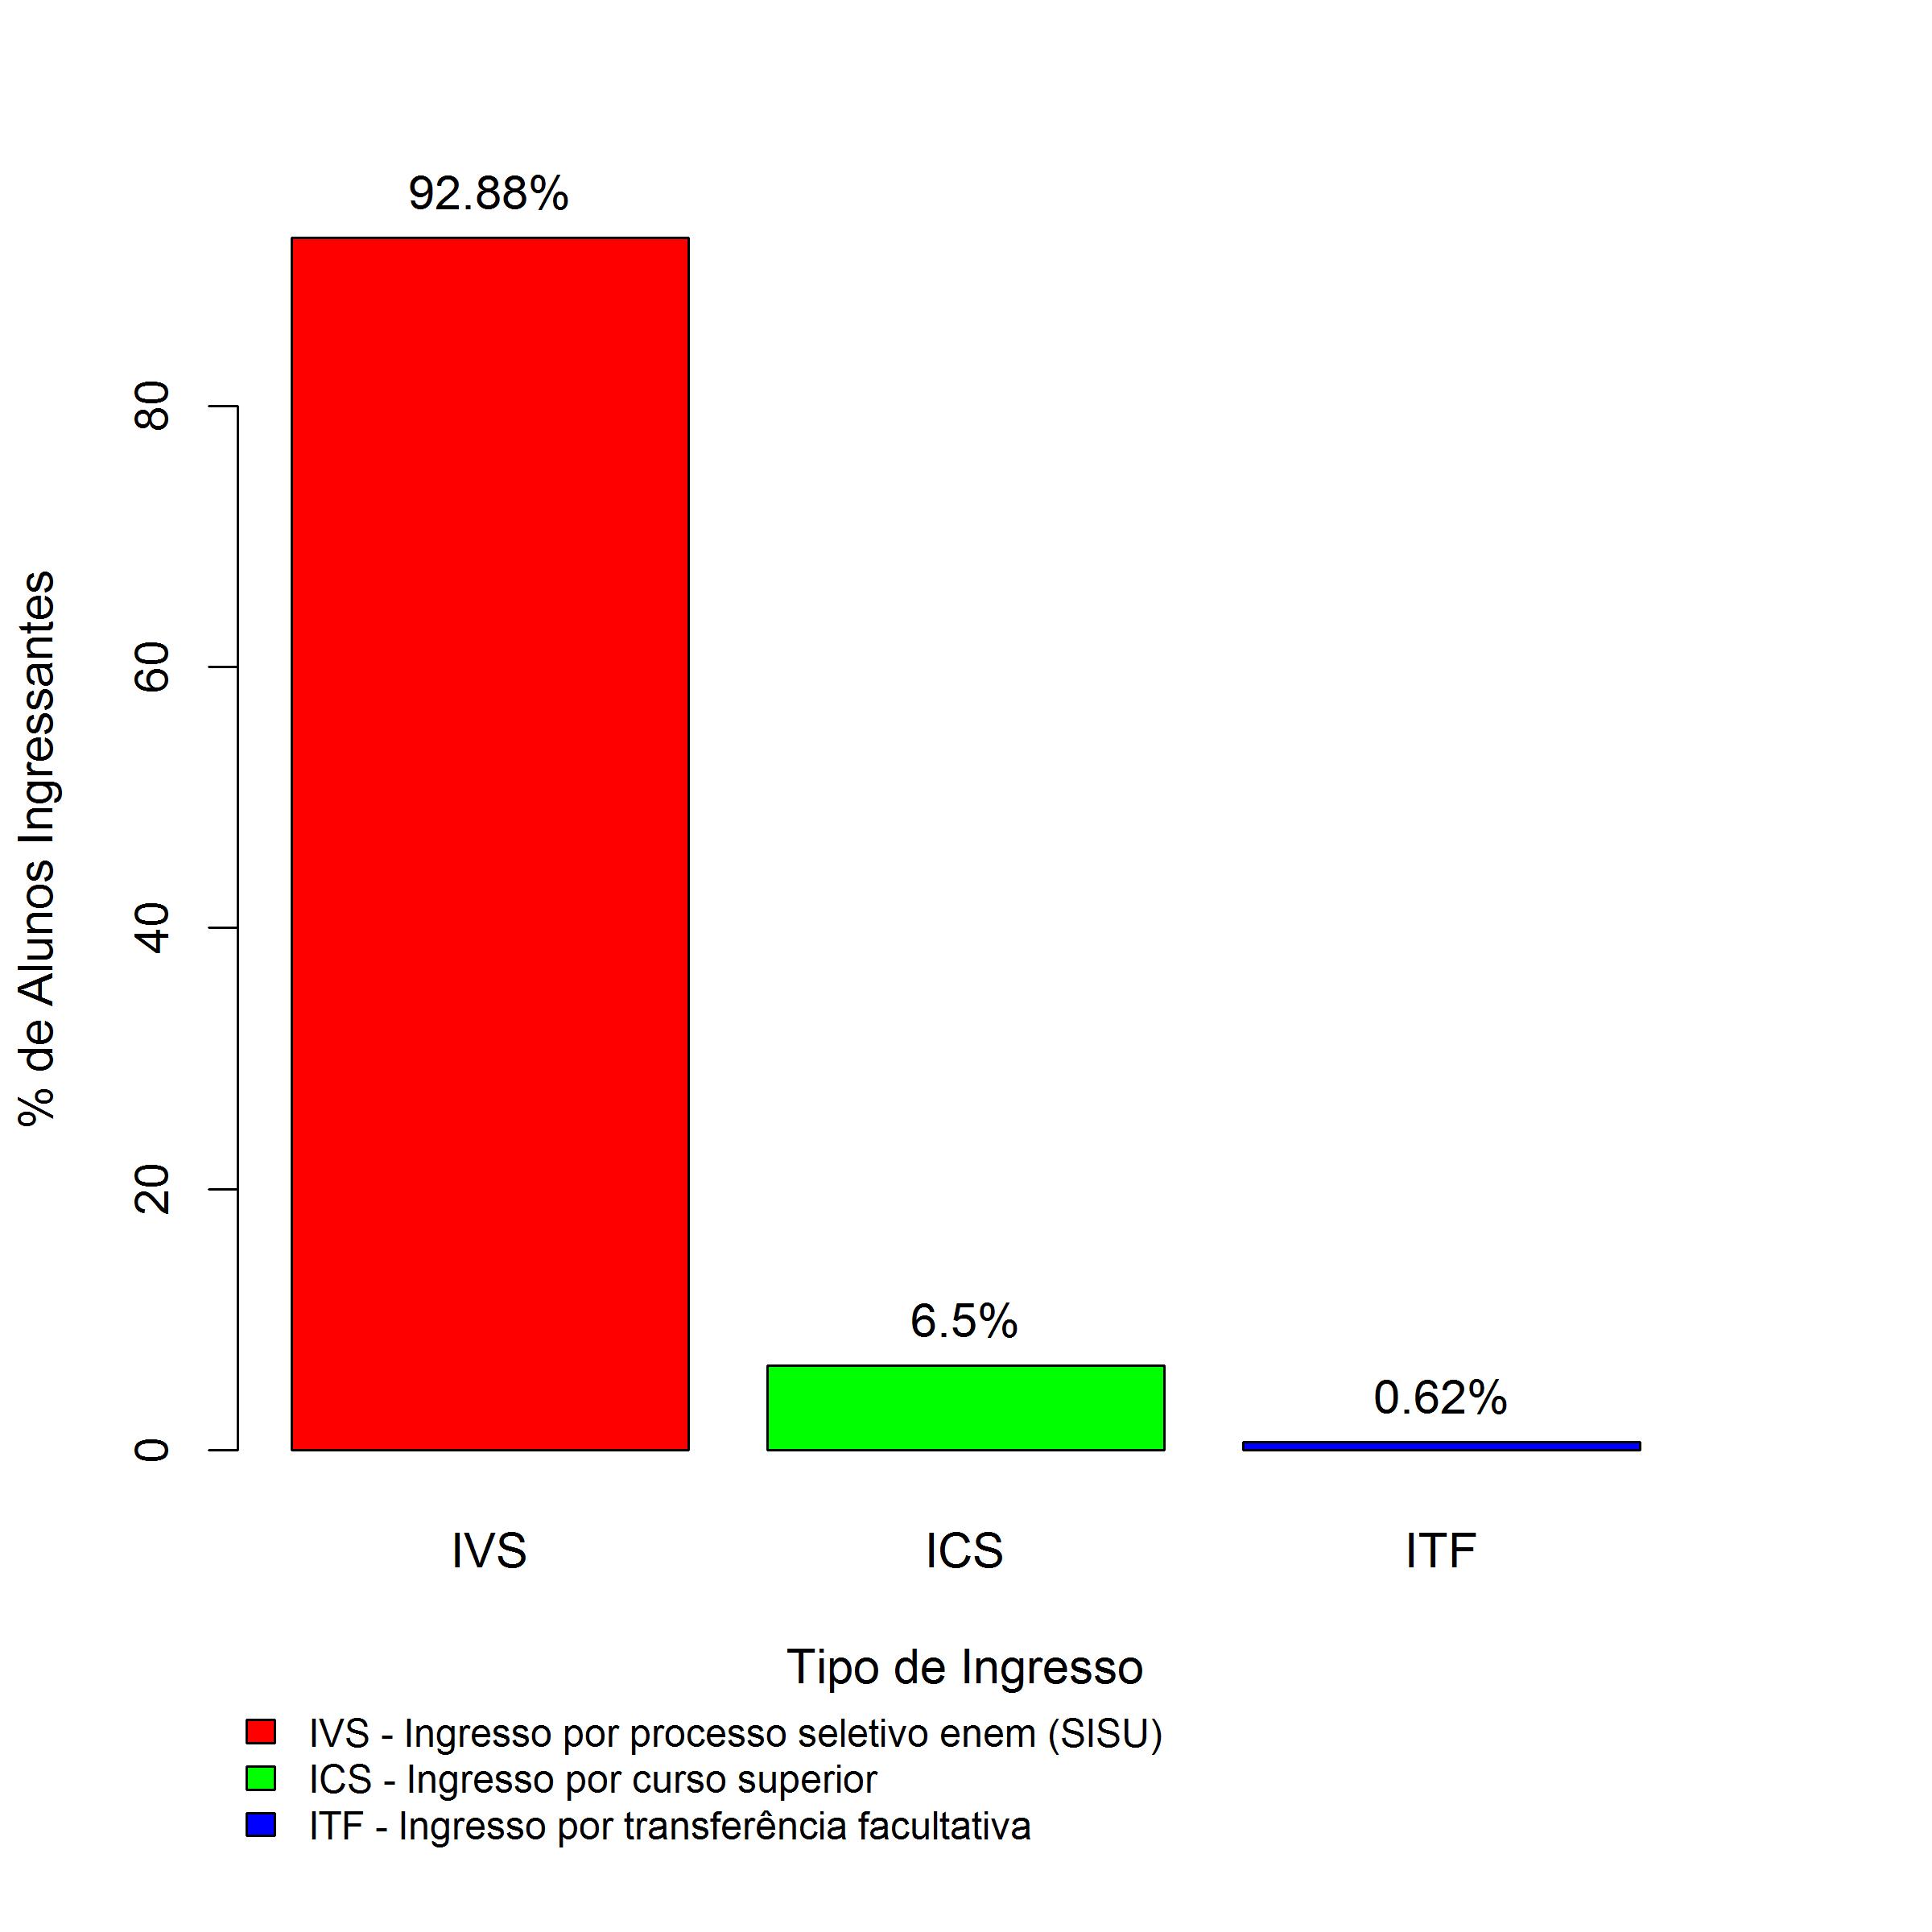 92.88%
% de Alunos Ingressantes
80
60
40
20
0
6.5%
0.62%
IVS
ICS
ITF
Tipo de Ingresso
IVS - Ingresso por processo seletivo enem (SISU)
ICS - Ingresso por curso superior
ITF - Ingresso por transferência facultativa